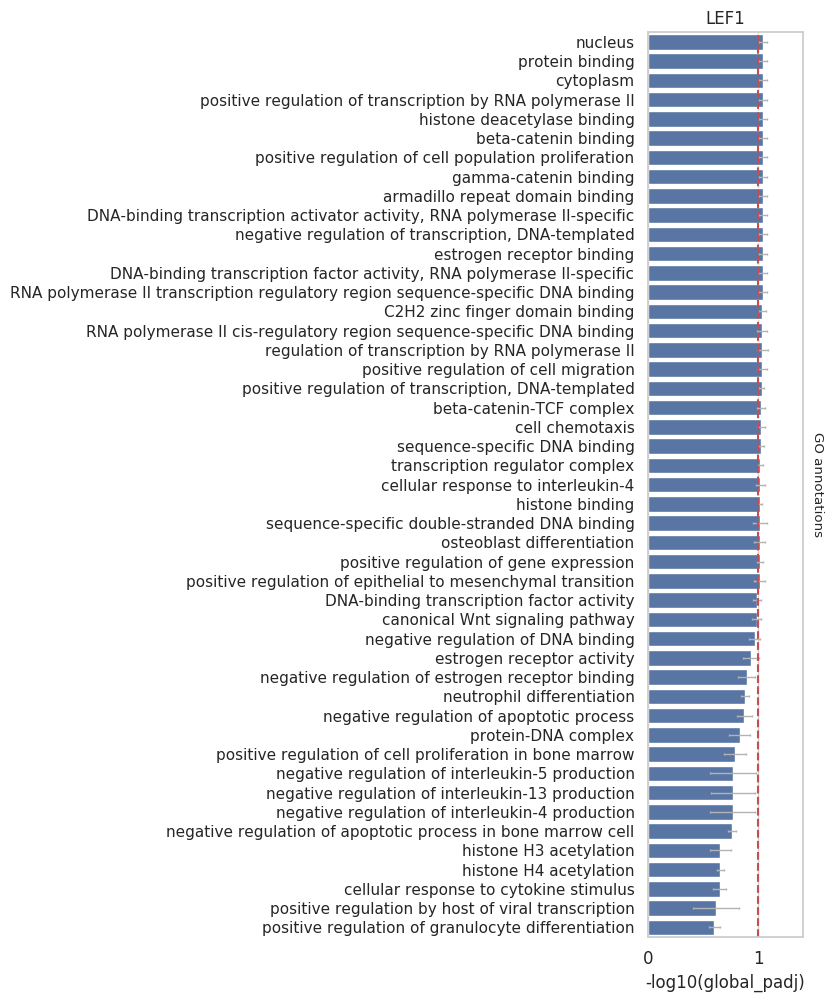 LEF1
nucleus
protein binding
cytoplasm
positive regulation of transcription by RNA polymerase II
histone deacetylase binding
beta-catenin binding
positive regulation of cell population proliferation
gamma-catenin binding
armadillo repeat domain binding
DNA-binding transcription activator activity, RNA polymerase II-specific
negative regulation of transcription, DNA-templated
estrogen receptor binding
DNA-binding transcription factor activity, RNA polymerase II-specific
RNA polymerase II transcription regulatory region sequence-specific DNA binding
C2H2 zinc finger domain binding
RNA polymerase II cis-regulatory region sequence-specific DNA binding
regulation of transcription by RNA polymerase II
positive regulation of cell migration
positive regulation of transcription, DNA-templated
beta-catenin-TCF complex
cell chemotaxis
sequence-specific DNA binding
transcription regulator complex
cellular response to interleukin-4
histone binding
sequence-specific double-stranded DNA binding
osteoblast differentiation
positive regulation of gene expression
positive regulation of epithelial to mesenchymal transition
DNA-binding transcription factor activity
canonical Wnt signaling pathway
negative regulation of DNA binding
estrogen receptor activity
negative regulation of estrogen receptor binding
neutrophil differentiation
negative regulation of apoptotic process
protein-DNA complex
positive regulation of cell proliferation in bone marrow
negative regulation of interleukin-5 production
negative regulation of interleukin-13 production
negative regulation of interleukin-4 production
negative regulation of apoptotic process in bone marrow cell
histone H3 acetylation
histone H4 acetylation
cellular response to cytokine stimulus
positive regulation by host of viral transcription
positive regulation of granulocyte differentiation
GO annotations
0 1
-log10(global_padj)